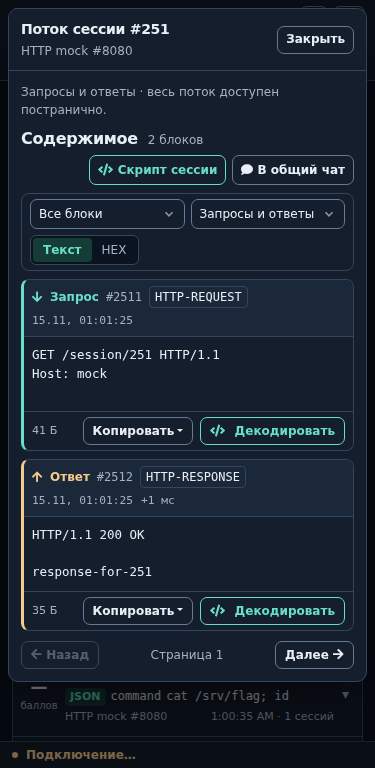 Поток сессии #251
HTTP mock #8080
Закрыть
Запросы и ответы · весь поток доступен
постранично.
Содержимое 2 блоков
Скрипт сессии
В общий чат
Все блоки
Запросы и ответы
Текст HEX
Запрос #2511 HTTP-REQUEST
15.11, 01:01:25
GET /session/251 HTTP/1.1
Host: mock
41 Б
Копировать
Декодировать
Ответ #2512 HTTP-RESPONSE
15.11, 01:01:25 +1 мс
HTTP/1.1 200 OK
response-for-251
35 Б
Копировать
Декодировать
← Назад
Страница 1
Далее →
баллов
JSON command cat /srv/flag; id
HTTP mock #8080 1:00:35 AM · 1 сессий
Подключение…